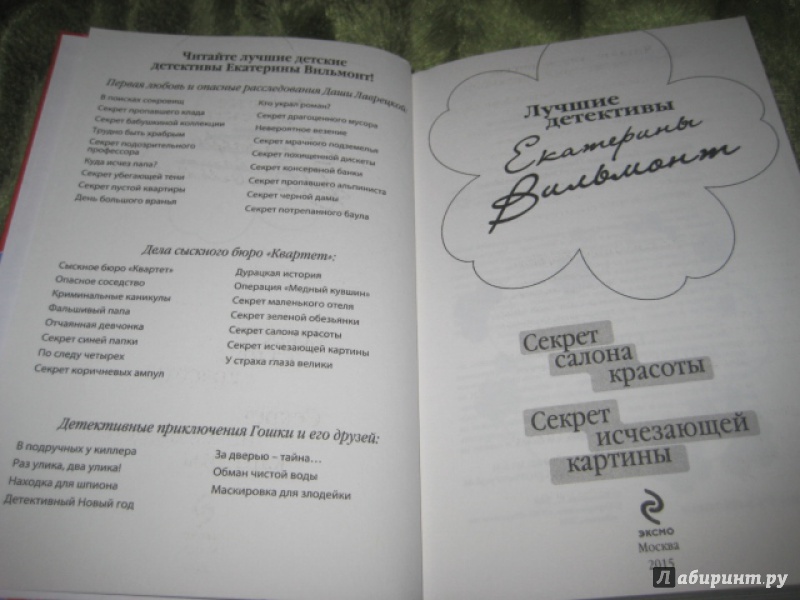 Читайте лучшие детские
детективы Екатерины Вильмонт!
Первая любовь и опасные расследования Даши Лаврецкой:
В поисках сокровищ
Секрет пропавшего клада
Секрет бабушкиной коллекции
Трудно быть храбрым
Секрет подозрительного
профессора
Куда исчез папа?
Секрет убегающей тени
Секрет пустой квартиры
День большого вранья
Кто украл роман?
Секрет драгоценного мусора
Невероятное везение
Секрет мрачного подземелья
Секрет похищенной дискеты
Секрет консервной банки
Секрет пропавшего альпиниста
Секрет черной дамы
Секрет потрепанного баула
Дела сыскного бюро «Квартет»:
Сыскное бюро «Квартет»
Опасное соседство
Криминальные каникулы
Фальшивый папа
Отчаянная девчонка
Секрет синей папки
По следу четырех
Секрет коричневых ампул
Дурацкая история
Операция «Медный кувшин»
Секрет маленького отеля
Секрет зеленой обезьянки
Секрет салона красоты
Секрет исчезающей картины
У страха глаза велики
Детективные приключения Гошки и его друзей:
В подручных у киллера
Раз улика, два улика!
Находка для шпиона
Детективный Новый год
За дверью – тайна...
Обман чистой воды
Маскировка для злодейки
Лучшие
детективы
Екатерины
Вильмонт
Секрет
салона
красоты
Секрет
исчезающей
картины
ЭКСМО
Москва
2015
Лабиринт.ру